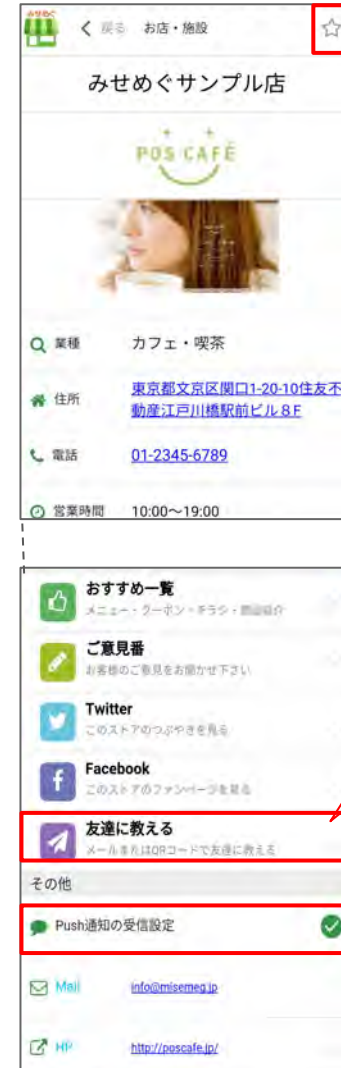 みせめぐ
戻る お店・施設
みせめぐサンプル店
POS CAFÉ
業種 カフェ・喫茶
住所 東京都文京区関口1-20-10住友不
動産江戸川橋駅前ビル８F
電話 01-2345-6789
営業時間 10:00〜19:00
おすすめ一覧
メニュー・クーポン・チラシ・商品紹介
ご意見番
お客様のご意見をお聞かせ下さい
Twitter
このストアのつぶやきを見る
Facebook
このストアのファンページを見る
友達に教える
メールまたはQRコードで友達に教える
その他
Push通知の受信設定
Mail info@misemeg.jp
HP http://poscafe.jp/